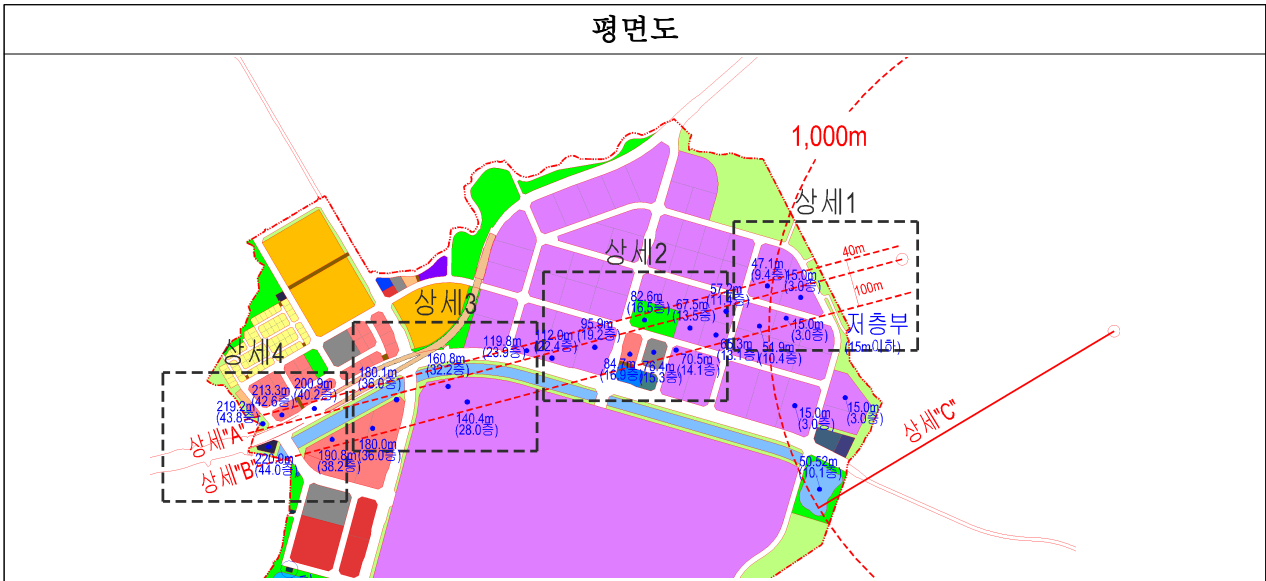 평면도
1,000m
상세1
40m
100m
47.1m
(9.4층)
15.0m
(3.0층)
15.0m
(3.0층)
51.9m
(10.4층)
저층부
(15m이하)
상세2
82.6m
(16.5층)
67.5m
(13.5층)
57.2m
95.9m
(19.2층)
112.0m
(22.4층)
84.7m
(16.9층)
76.4m
(15.3층)
70.5m
(14.1층)
(13.1층)
상세3
119.8m
(23.9층)
160.8m
(32.2층)
180.1m
(36.0층)
140.4m
(28.0층)
180.0m
(36.0층)
상세4
200.9m
(40.2층)
213.3m
(42.6층)
219.2m
(43.8층)
190.8m
(38.2층)
220.0m
(44.0층)
상세"A"
상세"B"
상세"C"
15.0m
(3.0층)
15.0m
(3.0층)
50.52m
(10.1층)